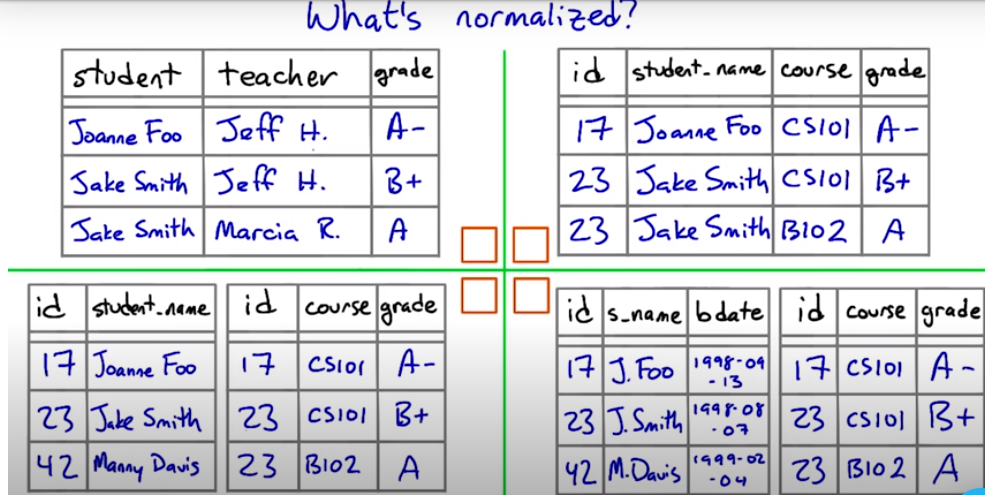 What's normalized?
student teacher grade
Joanne Foo Jeff H. A-
Jake Smith Jeff H. B+
Jake Smith Marcia R. A
id student_name course grade
17 Joanne Foo CS101 A-
23 Jake Smith CS101 B+
23 Jake Smith B102 A
id student_name
17 Joanne Foo
23 Jake Smith
42 Manny Davis
id course grade
17 CS101 A-
23 CS101 B+
23 B102 A
id s_name bdate
17 J. Foo 1998-09
-13
23 J. Smith 1998-08
-07
42 M. Davis 1999-02
-04
id course grade
17 CS101 A-
23 CS101 B+
23 B102 A